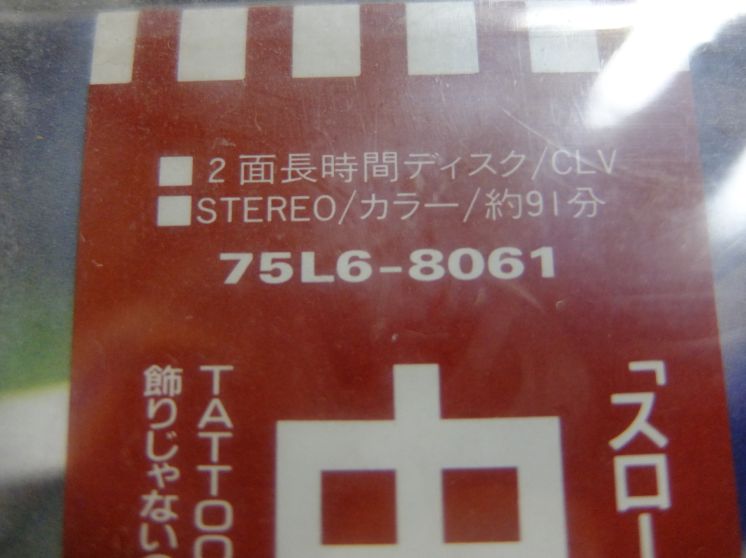 2面長時間ディスク/CLV
STEREO/カラー/約91分
75L6-8061
「スロー
中
TATTOO
飾りじゃない